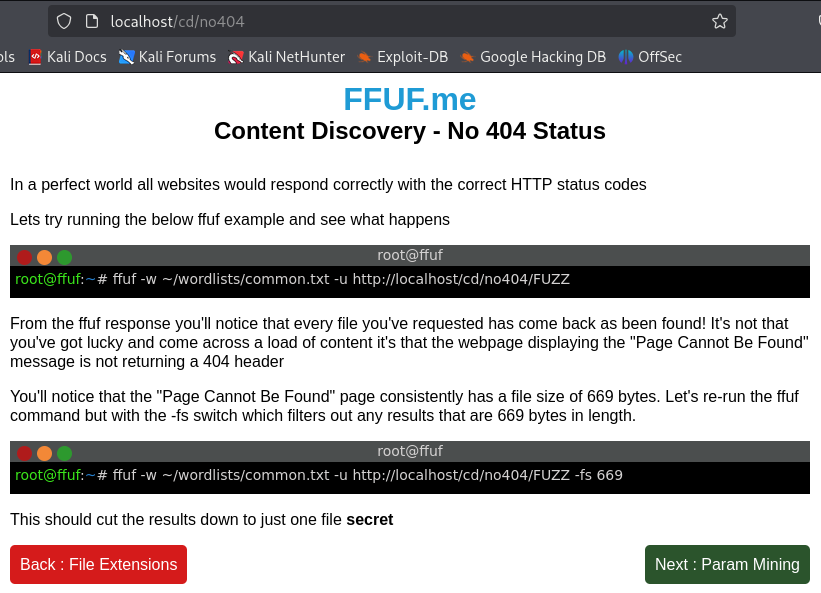 localhost/cd/no404
ols Kali Docs Kali Forums Kali NetHunter Exploit-DB Google Hacking DB OffSec
FFUF.me
Content Discovery - No 404 Status
In a perfect world all websites would respond correctly with the correct HTTP status codes
Lets try running the below ffuf example and see what happens
root@ffuf
root@ffuf:~# ffuf -w ~/wordlists/common.txt -u http://localhost/cd/no404/FUZZ
From the ffuf response you'll notice that every file you've requested has come back as been found! It's not that
you've got lucky and come across a load of content it's that the webpage displaying the "Page Cannot Be Found"
message is not returning a 404 header
You'll notice that the "Page Cannot Be Found" page consistently has a file size of 669 bytes. Let's re-run the ffuf
command but with the -fs switch which filters out any results that are 669 bytes in length.
root@ffuf
root@ffuf:~# ffuf -w ~/wordlists/common.txt -u http://localhost/cd/no404/FUZZ -fs 669
This should cut the results down to just one file secret
Back : File Extensions
Next : Param Mining